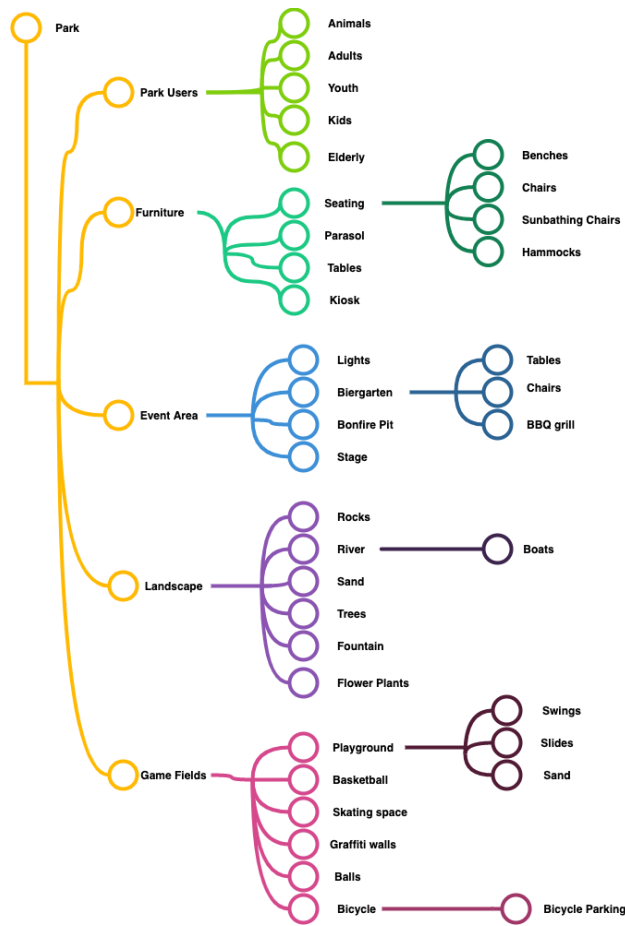 Park
Park Users
Animals
Adults
Youth
Kids
Elderly
Furniture
Seating
Benches
Chairs
Sunbathing Chairs
Hammocks
Parasol
Tables
Kiosk
Event Area
Lights
Biergarten
Tables
Chairs
BBQ grill
Bonfire Pit
Stage
Landscape
Rocks
River
Boats
Sand
Trees
Fountain
Flower Plants
Game Fields
Playground
Swings
Slides
Sand
Basketball
Skating space
Graffiti walls
Balls
Bicycle
Bicycle Parking